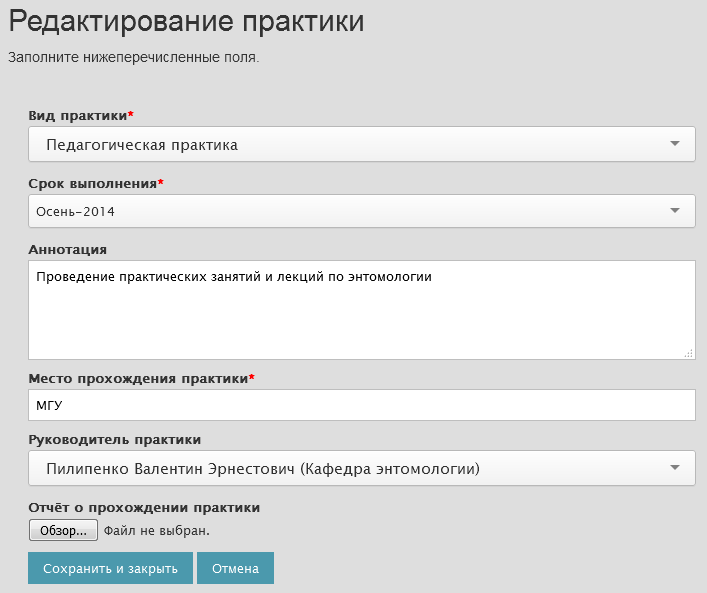 Редактирование практики
Заполните нижеперечисленные поля.
Вид практики*
Педагогическая практика
Срок выполнения*
Осень-2014
Аннотация
Проведение практических занятий и лекций по энтомологии
Место прохождения практики*
МГУ
Руководитель практики
Пилипенко Валентин Эрнестович (Кафедра энтомологии)
Отчёт о прохождении практики
Обзор... Файл не выбран.
Сохранить и закрыть Отмена